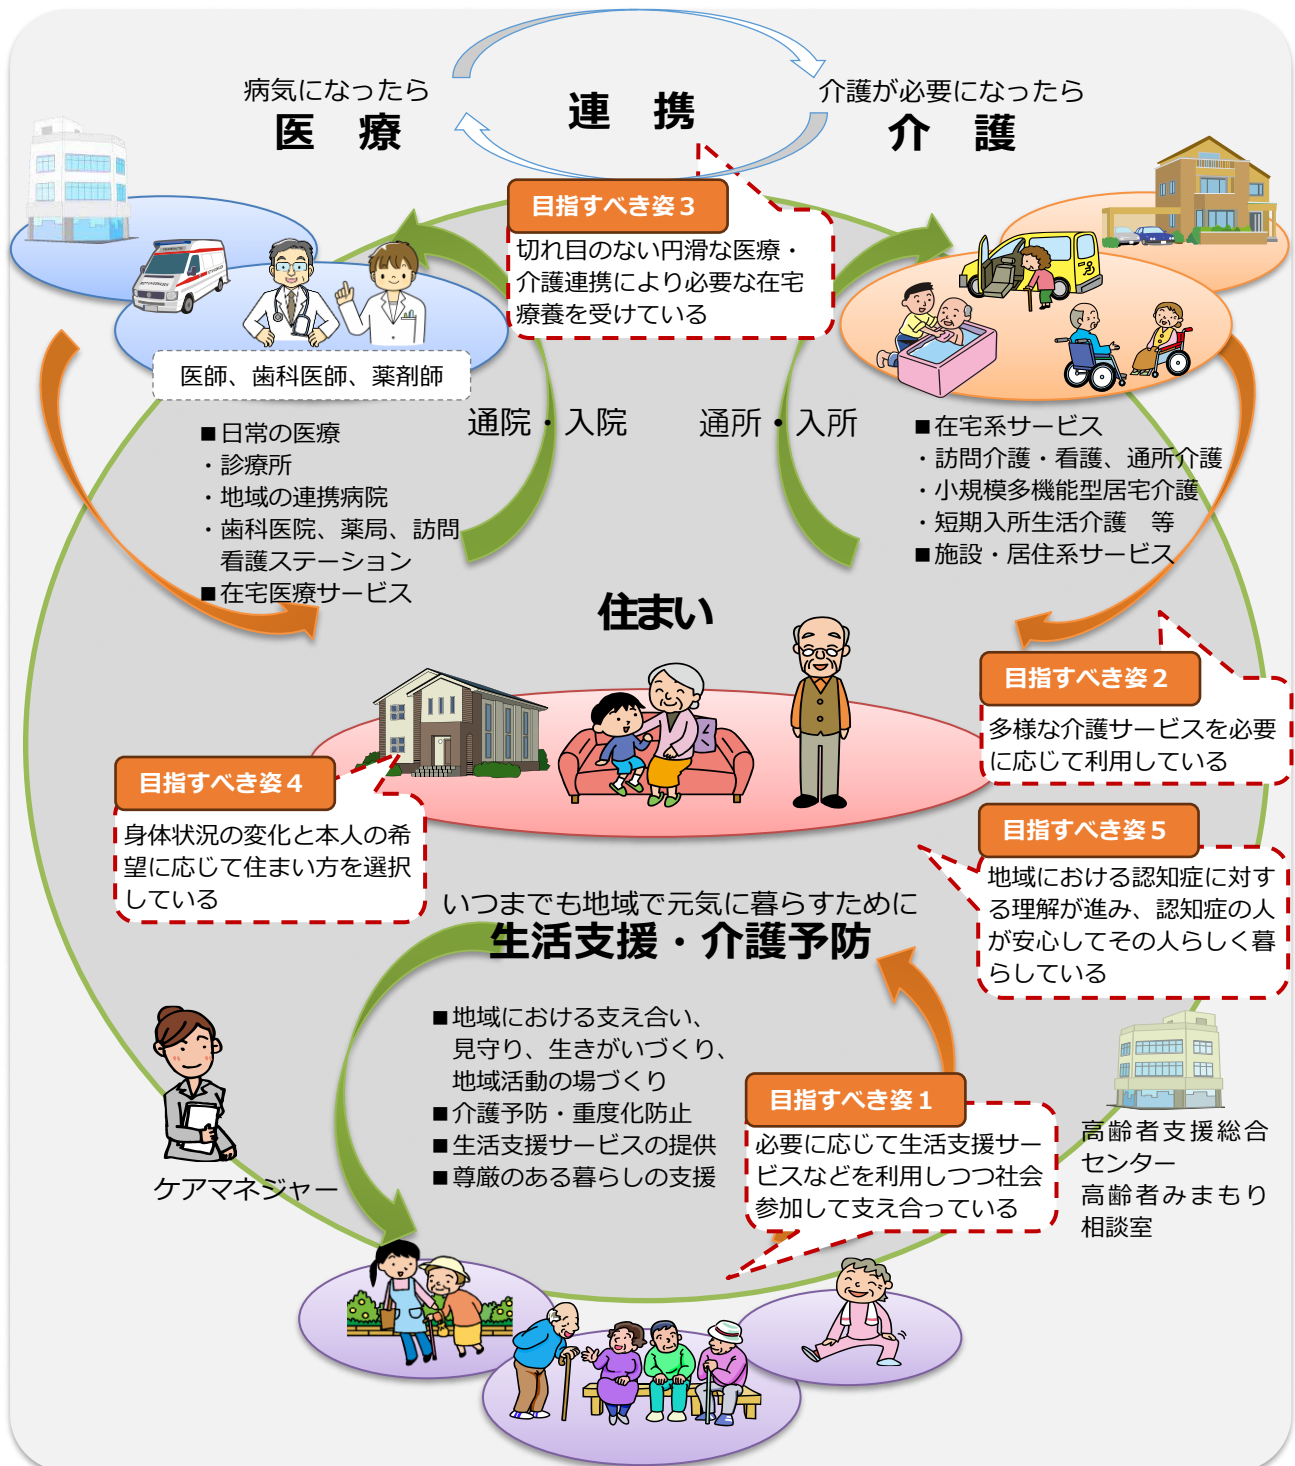 病気になったら
医　療
連　携
介護が必要になったら
介　護
目指すべき姿３
切れ目のない円滑な医療・
介護連携により必要な在宅
療養を受けている
医師、歯科医師、薬剤師
通院・入院
通所・入所
■日常の医療
・診療所
・地域の連携病院
・歯科医院、薬局、訪問
看護ステーション
■在宅医療サービス
■在宅系サービス
・訪問介護・看護、通所介護
・小規模多機能型居宅介護
・短期入所生活介護　等
■施設・居住系サービス
住まい
目指すべき姿２
多様な介護サービスを必要
に応じて利用している
目指すべき姿４
身体状況の変化と本人の希
望に応じて住まい方を選択
している
目指すべき姿５
地域における認知症に対す
る理解が進み、認知症の人
が安心してその人らしく暮
らしている
いつまでも地域で元気に暮らすために
生活支援・介護予防
■地域における支え合い、
見守り、生きがいづくり、
地域活動の場づくり
■介護予防・重度化防止
■生活支援サービスの提供
■尊厳のある暮らしの支援
目指すべき姿１
必要に応じて生活支援サー
ビスなどを利用しつつ社会
参加して支え合っている
ケアマネジャー
高齢者支援総合
センター
高齢者みまもり
相談室